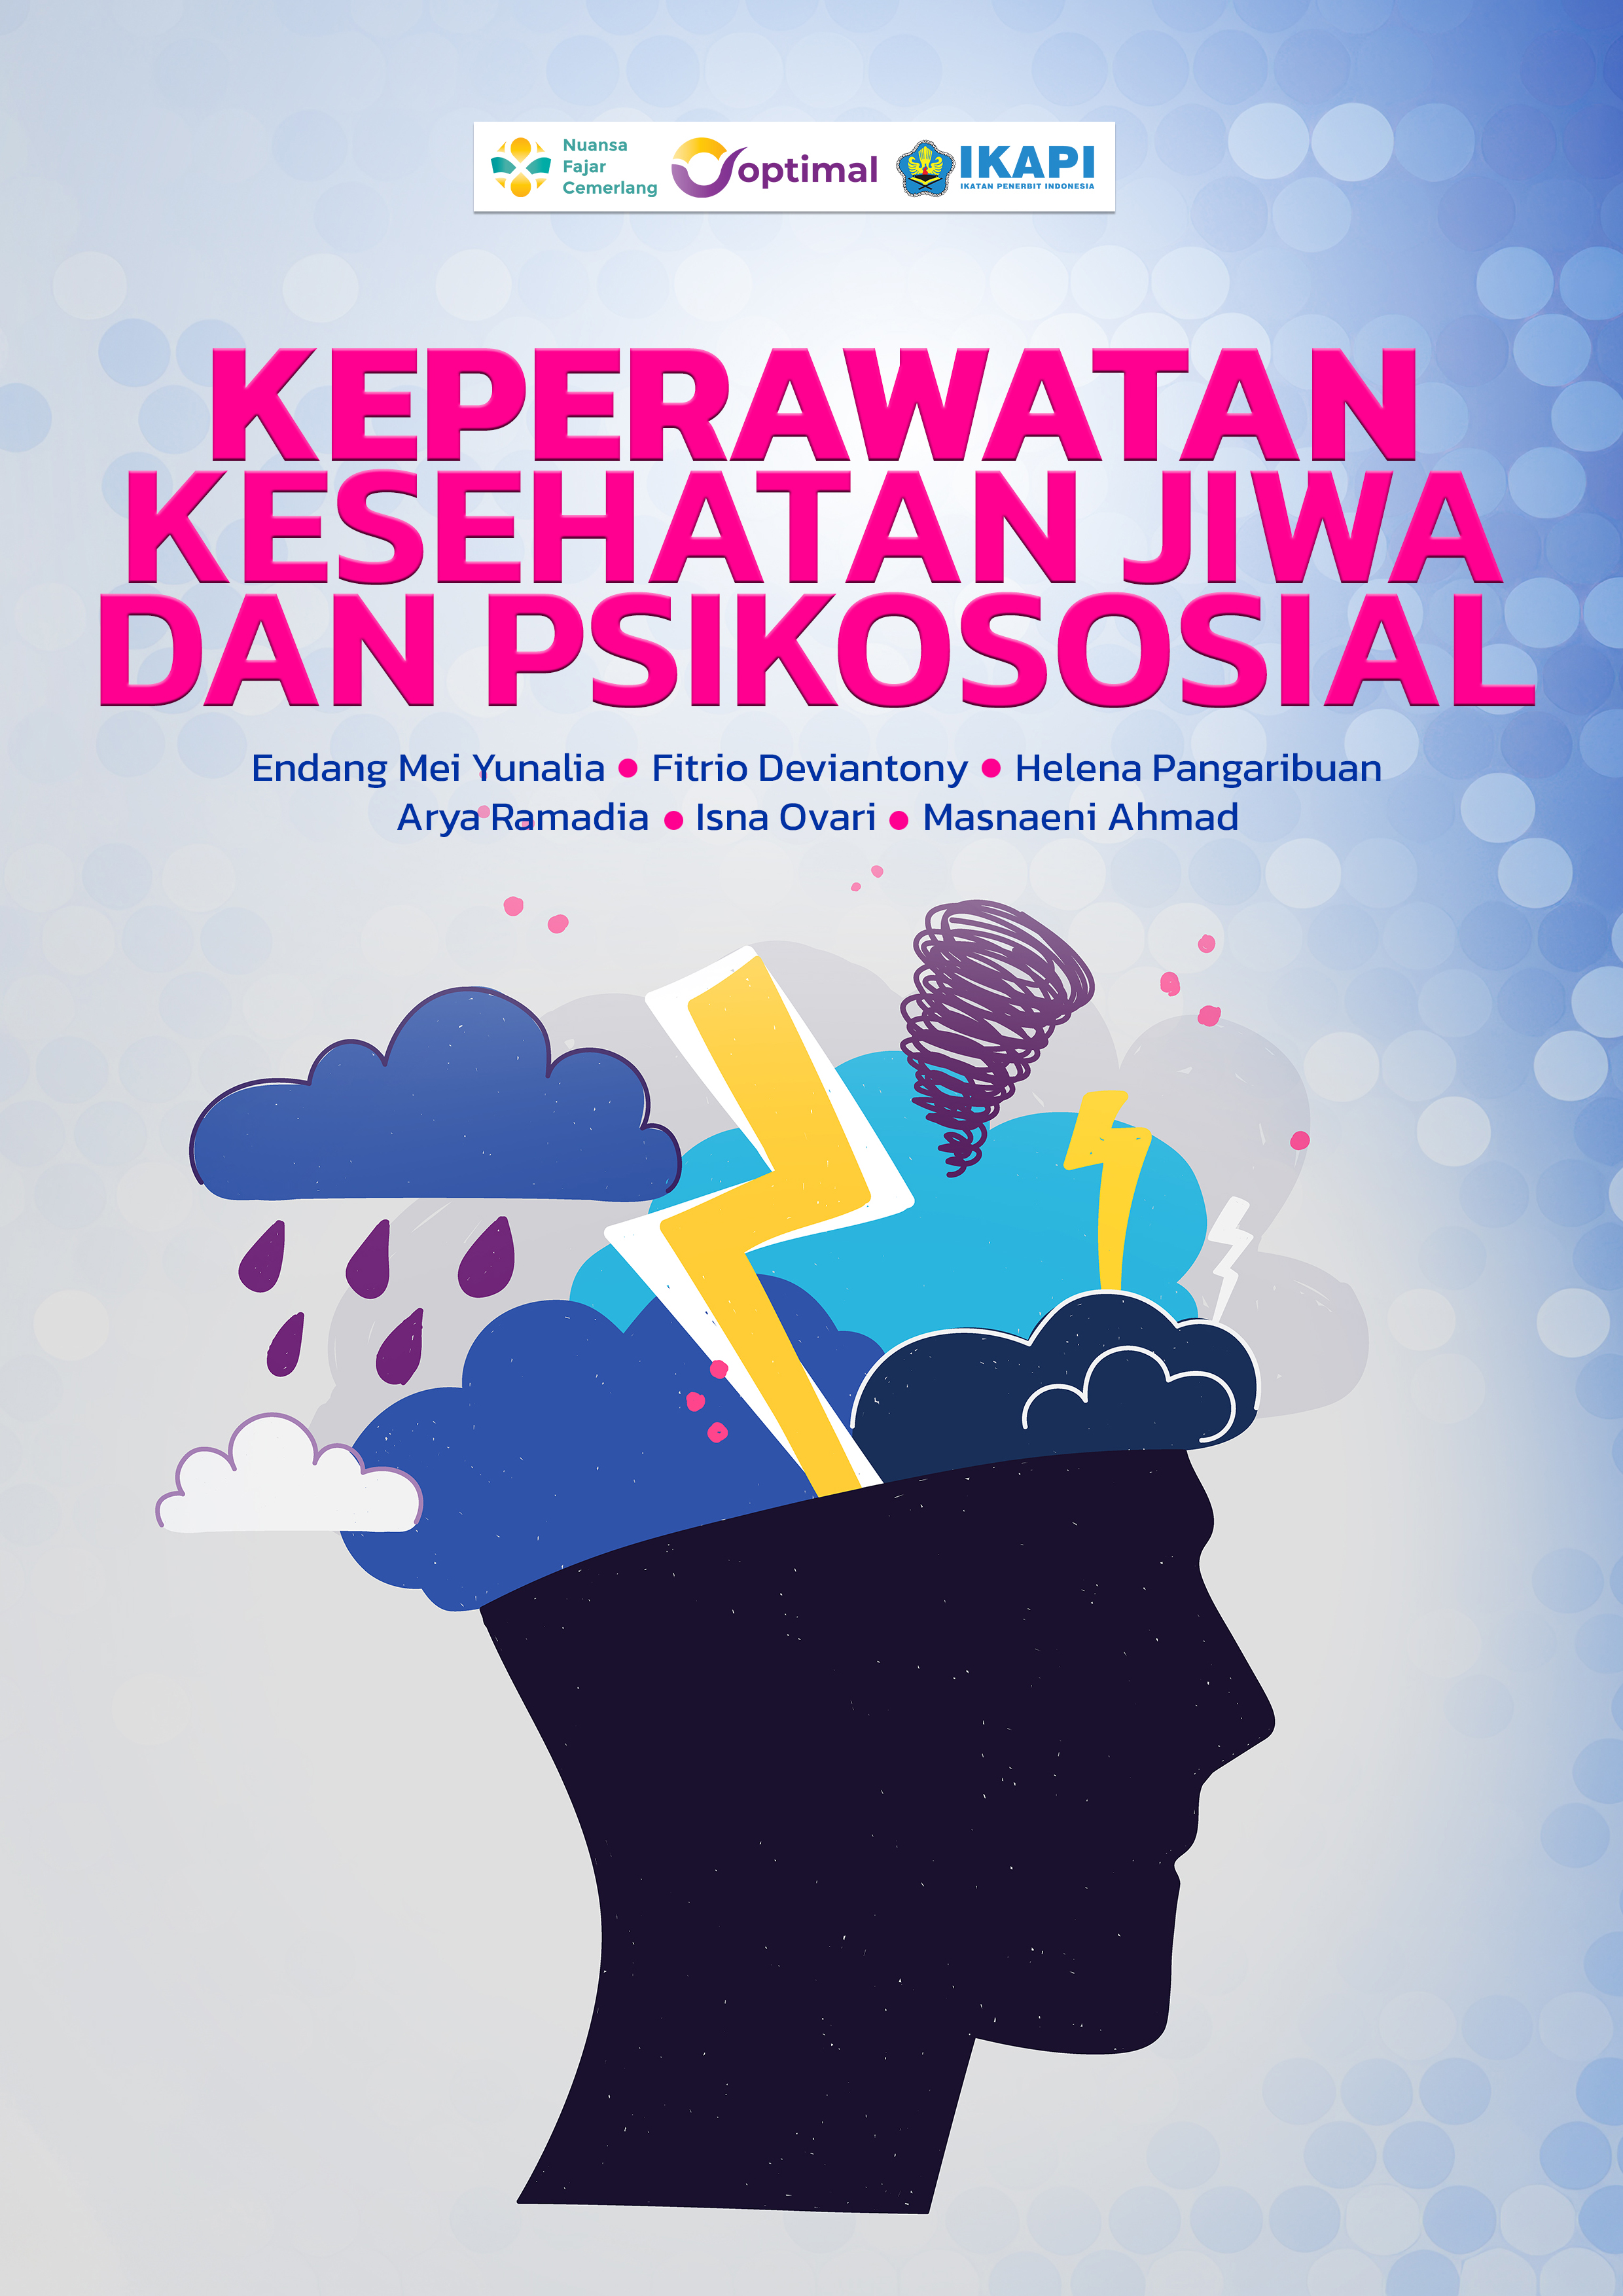 Nuansa
Fajar
Cemerlang
optimal
IKAPI
IKATAN PENERBIT INDONESIA
KEPERAWATAN
KESEHATAN JIWA
DAN PSIKOSOSIAL
Endang Mei Yunalia ● Fitrio Deviantony ● Helena Pangaribuan
Arya Ramadia ● Isna Ovari ● Masnaeni Ahmad